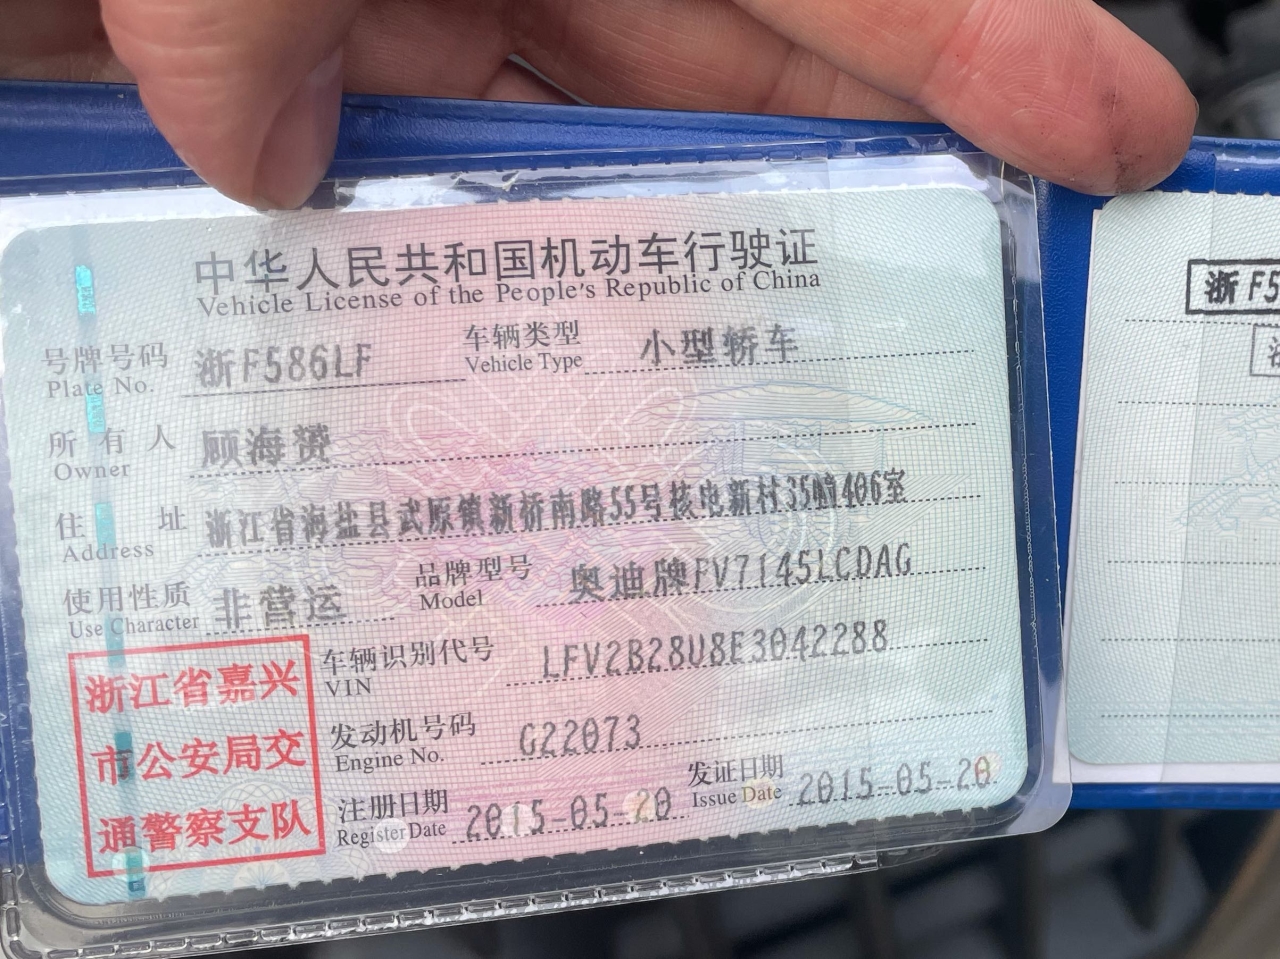 中华人民共和国机动车行驶证
Vehicle License of the People's Republic of China
号牌号码 浙F586LF 车辆类型 小型轿车
Plate No. Vehicle Type
所有人 顾海赟
Owner
住址 浙江省海盐县武原镇新桥南路55号核电新村35幢406室
Address
使用性质 非营运 品牌型号 奥迪牌FV7145LCDAG
Use Character Model
浙江省嘉兴
市公安局交
通警察支队
车辆识别代号 LFV2B28U8E3042288
VIN
发动机号码 G22073
Engine No.
注册日期 2015-05-20 发证日期 2015-05-20
Register Date Issue Date
浙F5